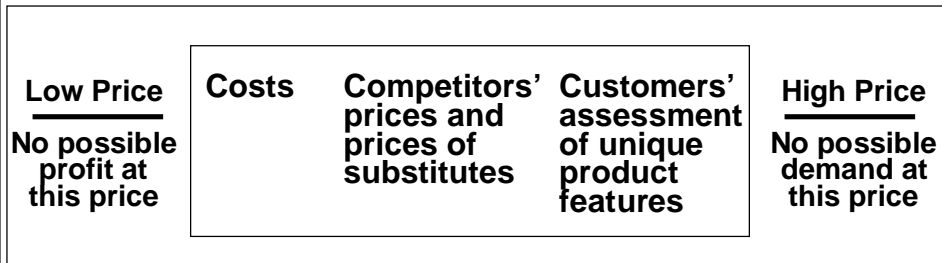 Low Price
No possible
profit at
this price
Costs
Competitors’
prices and
prices of
substitutes
Customers’
assessment
of unique
product
features
High Price
No possible
demand at
this price